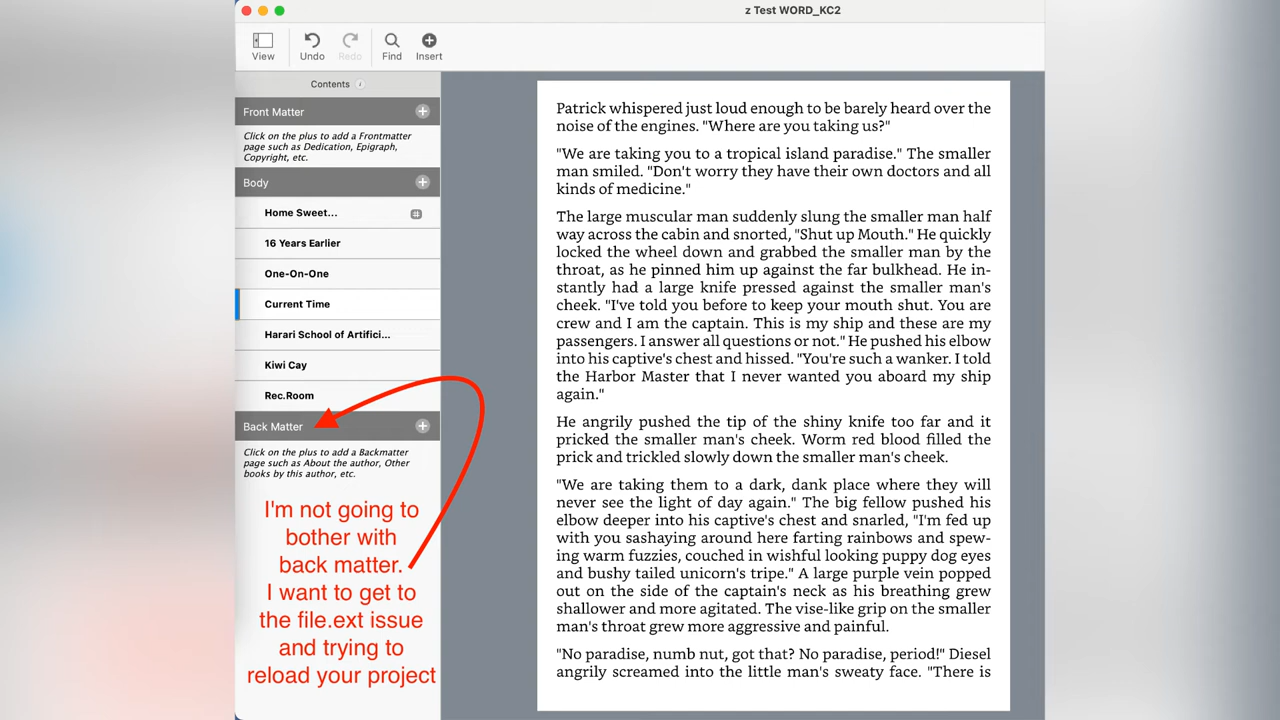 z Test WORD_KC2
View
Undo
Redo
Find
Insert
Contents i
Front Matter
Click on the plus to add a Frontmatter
page such as Dedication, Epigraph,
Copyright, etc.
Body
Home Sweet... #
16 Years Earlier
One-On-One
Current Time
Harari School of Artifici...
Kiwi Cay
Rec.Room
Back Matter
Click on the plus to add a Backmatter
page such as About the author, Other
books by this author, etc.
I'm not going to
bother with
back matter.
I want to get to
the file.ext issue
and trying to
reload your project
Patrick whispered just loud enough to be barely heard over the
noise of the engines. "Where are you taking us?"
"We are taking you to a tropical island paradise." The smaller
man smiled. "Don't worry they have their own doctors and all
kinds of medicine."
The large muscular man suddenly slung the smaller man half
way across the cabin and snorted, "Shut up Mouth." He quickly
locked the wheel down and grabbed the smaller man by the
throat, as he pinned him up against the far bulkhead. He in-
stantly had a large knife pressed against the smaller man's
cheek. "I've told you before to keep your mouth shut. You are
crew and I am the captain. This is my ship and these are my
passengers. I answer all questions or not." He pushed his elbow
into his captive's chest and hissed. "You're such a wanker. I told
the Harbor Master that I never wanted you aboard my ship
again."
He angrily pushed the tip of the shiny knife too far and it
pricked the smaller man's cheek. Worm red blood filled the
prick and trickled slowly down the smaller man's cheek.
"We are taking them to a dark, dank place where they will
never see the light of day again." The big fellow pushed his
elbow deeper into his captive's chest and snarled, "I'm fed up
with you sashaying around here farting rainbows and spew-
ing warm fuzzies, couched in wishful looking puppy dog eyes
and bushy tailed unicorn's tripe." A large purple vein popped
out on the side of the captain's neck as his breathing grew
shallower and more agitated. The vise-like grip on the smaller
man's throat grew more aggressive and painful.
"No paradise, numb nut, got that? No paradise, period!" Diesel
angrily screamed into the little man's sweaty face. "There is